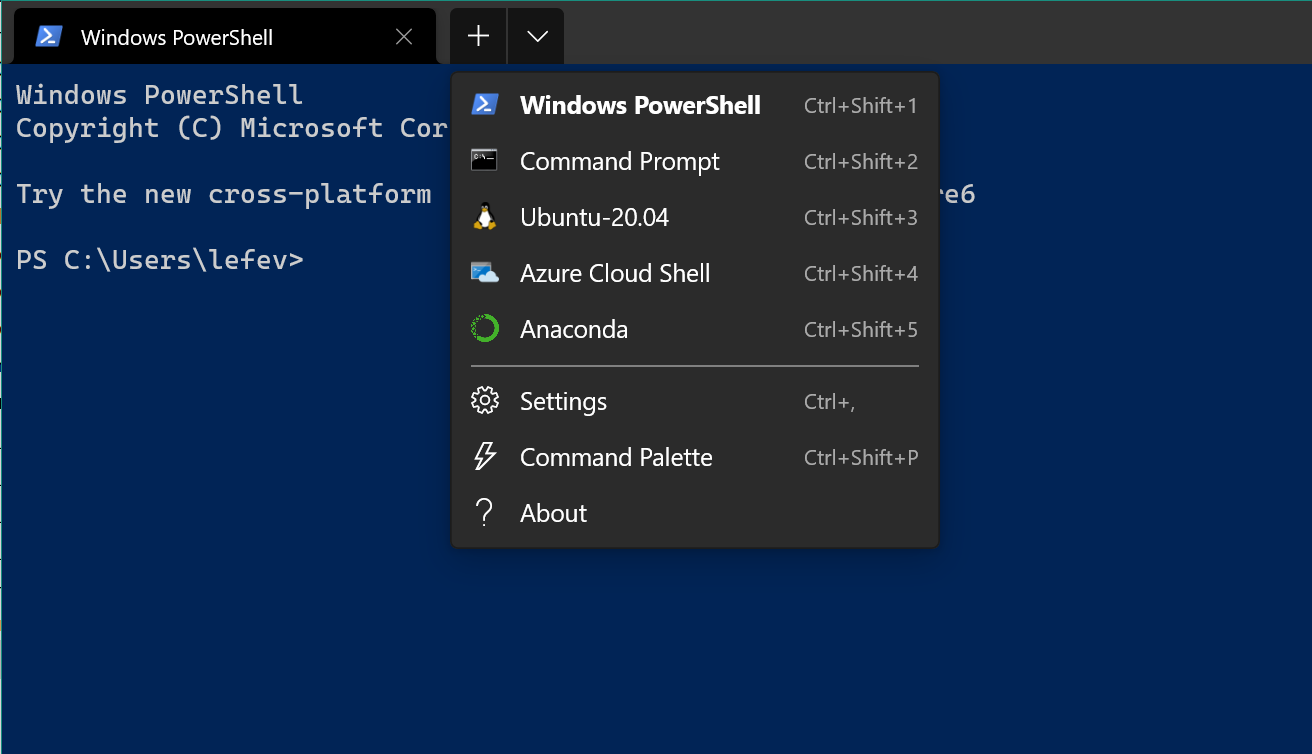 Windows PowerShell
Windows PowerShell
Copyright (C) Microsoft Cor
Try the new cross-platform re6
PS C:\Users\lefev>
Windows PowerShell Ctrl+Shift+1
Command Prompt Ctrl+Shift+2
Ubuntu-20.04 Ctrl+Shift+3
Azure Cloud Shell Ctrl+Shift+4
Anaconda Ctrl+Shift+5
Settings Ctrl+,
Command Palette Ctrl+Shift+P
About